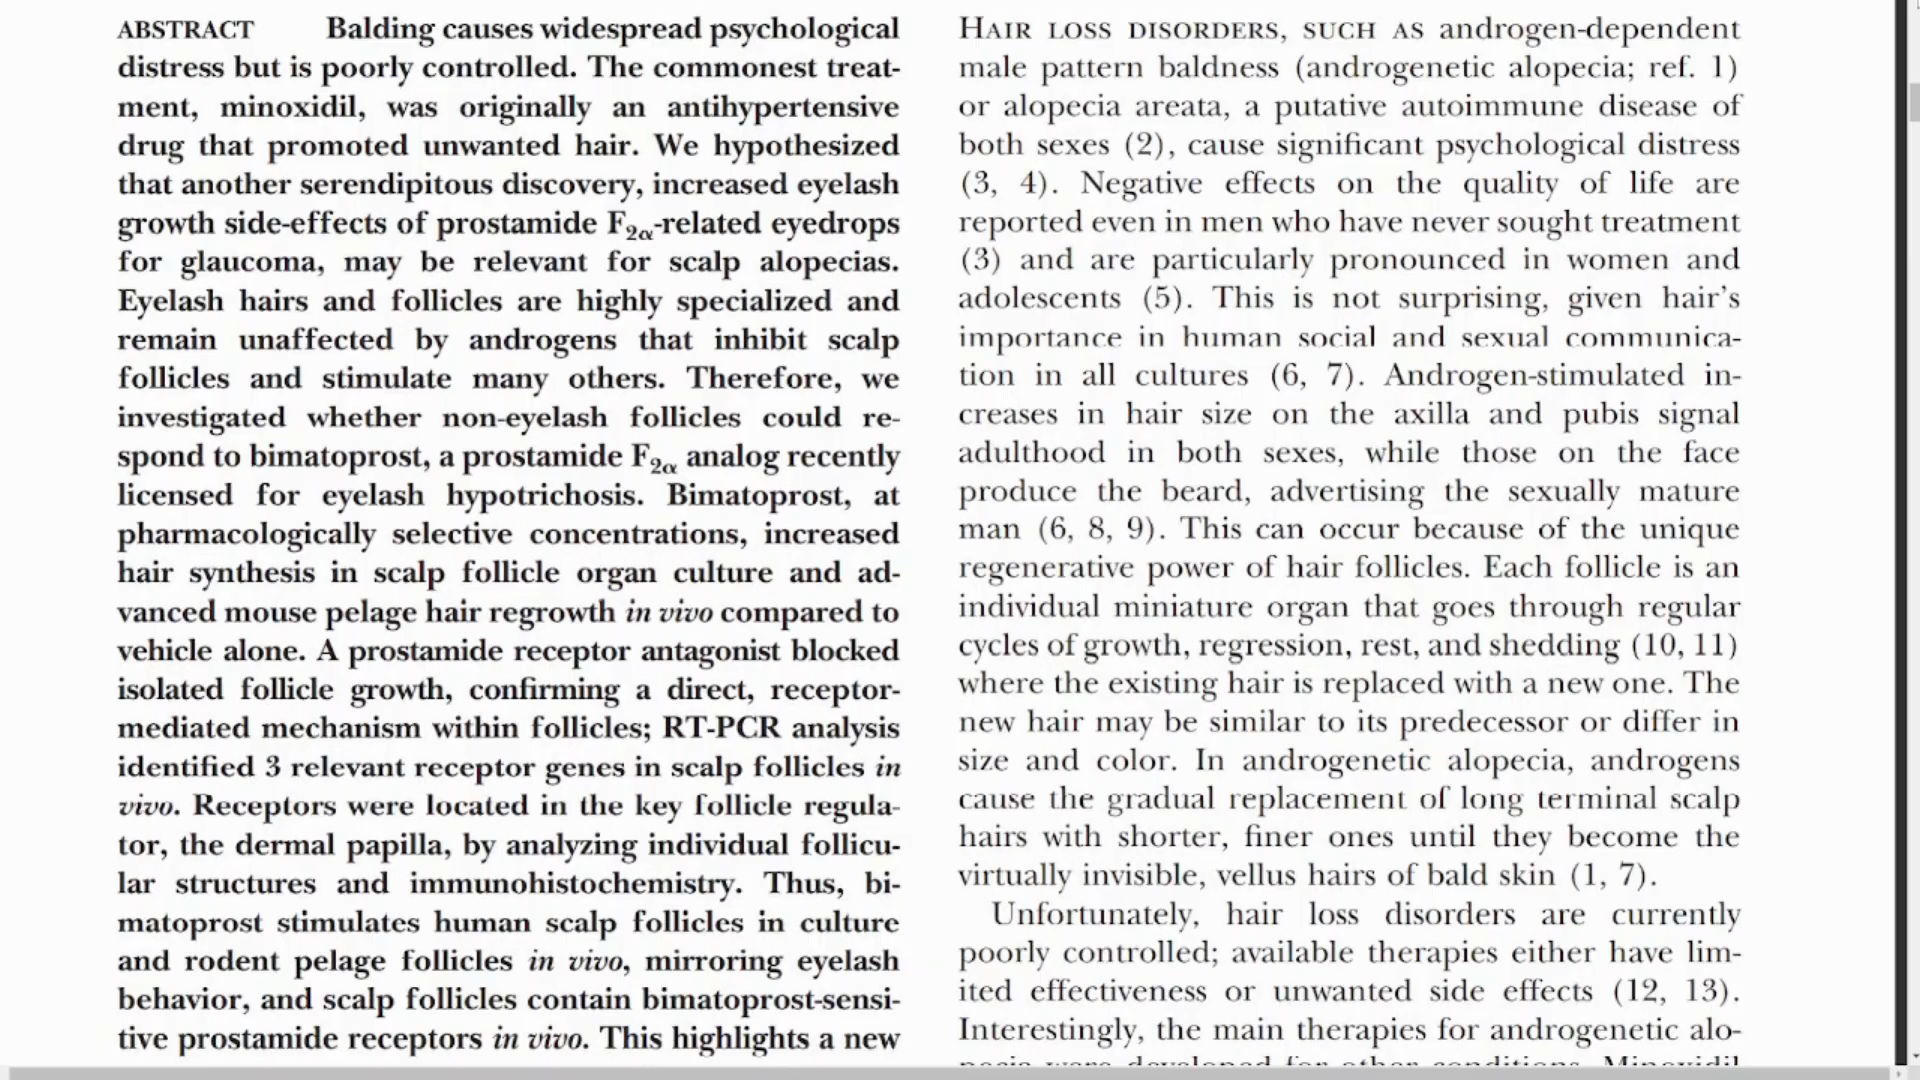 ABSTRACT Balding causes widespread psychological
distress but is poorly controlled. The commonest treat-
ment, minoxidil, was originally an antihypertensive
drug that promoted unwanted hair. We hypothesized
that another serendipitous discovery, increased eyelash
growth side-effects of prostamide F2α-related eyedrops
for glaucoma, may be relevant for scalp alopecias.
Eyelash hairs and follicles are highly specialized and
remain unaffected by androgens that inhibit scalp
follicles and stimulate many others. Therefore, we
investigated whether non-eyelash follicles could re-
spond to bimatoprost, a prostamide F2α analog recently
licensed for eyelash hypotrichosis. Bimatoprost, at
pharmacologically selective concentrations, increased
hair synthesis in scalp follicle organ culture and ad-
vanced mouse pelage hair regrowth in vivo compared to
vehicle alone. A prostamide receptor antagonist blocked
isolated follicle growth, confirming a direct, receptor-
mediated mechanism within follicles; RT-PCR analysis
identified 3 relevant receptor genes in scalp follicles in
vivo. Receptors were located in the key follicle regula-
tor, the dermal papilla, by analyzing individual follicu-
lar structures and immunohistochemistry. Thus, bi-
matoprost stimulates human scalp follicles in culture
and rodent pelage follicles in vivo, mirroring eyelash
behavior, and scalp follicles contain bimatoprost-sensi-
tive prostamide receptors in vivo. This highlights a new
HAIR LOSS DISORDERS, SUCH AS androgen-dependent
male pattern baldness (androgenetic alopecia; ref. 1)
or alopecia areata, a putative autoimmune disease of
both sexes (2), cause significant psychological distress
(3, 4). Negative effects on the quality of life are
reported even in men who have never sought treatment
(3) and are particularly pronounced in women and
adolescents (5). This is not surprising, given hair's
importance in human social and sexual communica-
tion in all cultures (6, 7). Androgen-stimulated in-
creases in hair size on the axilla and pubis signal
adulthood in both sexes, while those on the face
produce the beard, advertising the sexually mature
man (6, 8, 9). This can occur because of the unique
regenerative power of hair follicles. Each follicle is an
individual miniature organ that goes through regular
cycles of growth, regression, rest, and shedding (10, 11)
where the existing hair is replaced with a new one. The
new hair may be similar to its predecessor or differ in
size and color. In androgenetic alopecia, androgens
cause the gradual replacement of long terminal scalp
hairs with shorter, finer ones until they become the
virtually invisible, vellus hairs of bald skin (1, 7).
Unfortunately, hair loss disorders are currently
poorly controlled; available therapies either have lim-
ited effectiveness or unwanted side effects (12, 13).
Interestingly, the main therapies for androgenetic alo-
pecia were developed for other conditions. Minoxidil